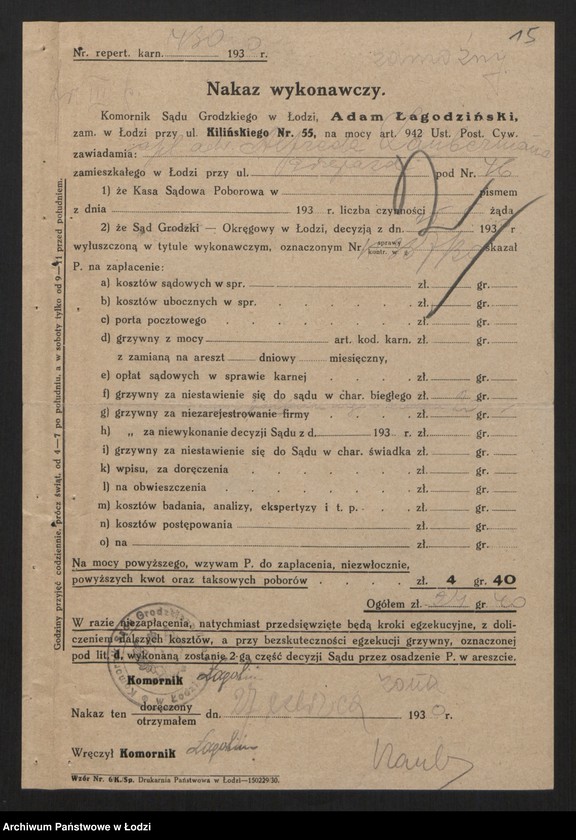 15
Nr. repert. karn. 193 r.
Nakaz wykonawczy.
Komornik Sądu Grodzkiego w Łodzi, Adam Łagodziński,
zam. w Łodzi przy ul. Kilińskiego Nr. 55, na mocy art. 942 Ust. Post. Cyw.
zawiadamia:
zamieszkałego w Łodzi przy ul. pod Nr.
1) że Kasa Sądowa Poborowa w pismem
z dnia 193 r. liczba czynności żąda
2) że Sąd Grodzki — Okręgowy w Łodzi, decyzją z dn. 193 r
wyłuszczoną w tytule wykonawczym, oznaczonym Nr sprawy kontr. w s. skazał
P. na zapłacenie:
a) kosztów sądowych w spr. zł. gr.
b) kosztów ubocznych w spr. zł. gr.
c) porta pocztowego zł. gr.
d) grzywny z mocy art. kod. karn. zł. gr.
z zamianą na areszt dniowy miesięczny,
e) opłat sądowych w sprawie karnej zł. gr.
f) grzywny za niestawienie się do sądu w char. biegłego zł. gr.
g) grzywny za niezarejestrowanie firmy zł. gr.
h) „ za niewykonanie decyzji Sądu z d. 193 r. zł. gr.
i) grzywny za niestawienie się do Sądu w char. świadka zł. gr.
k) wpisu, za doręczenia zł. gr.
l) na obwieszczenia zł. gr.
m) kosztów badania, analizy, ekspertyzy i t. p. zł. gr.
n) kosztów postępowania zł. gr.
o) na zł. gr.
Na mocy powyższego, wzywam P. do zapłacenia, niezwłocznie,
powyższych kwot oraz taksowych poborów zł. 4 gr. 40
Ogółem zł. gr 40
W razie niezapłacenia, natychmiast przedsięwzięte będą kroki egzekucyjne, z doli-
czeniem dalszych kosztów, a przy bezskuteczności egzekucji grzywny, oznaczonej
pod lit. d. wykonaną zostanie 2-ga część decyzji Sądu przez osadzenie P. w areszcie.
Komornik
żona
Nakaz ten doręczony otrzymałem dn. 193 r.
Wręczył Komornik
Wzór Nr. 6 K./Sp. Drukarnia Państwowa w Łodzi—150229/30.
Godziny przyjęć codziennie, prócz świąt, od 4—7 po południu, a w soboty tylko od 9—11 przed południem.
Archiwum Państwowe w Łodzi